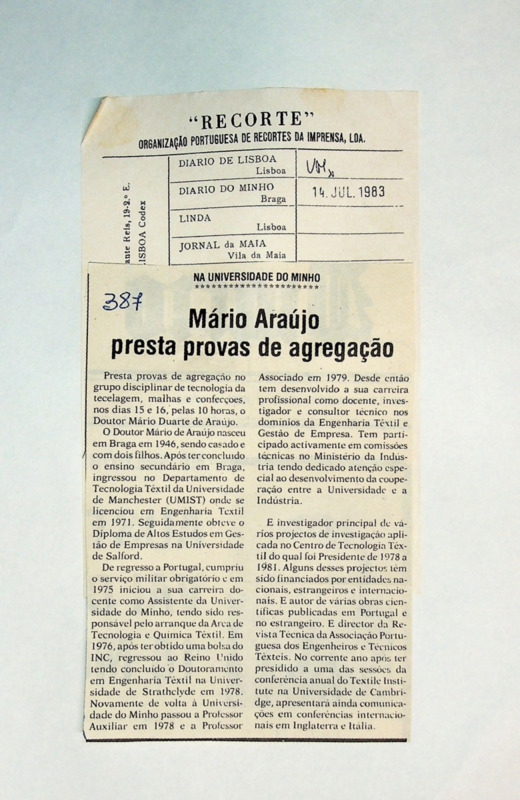 "RECORTE"
ORGANIZAÇÃO PORTUGUESA DE RECORTES DA IMPRENSA, LDA.
ante Reis, 19-2.º E.
LISBOA Codex
DIARIO DE LISBOA
Lisboa
DIARIO DO MINHO
Braga
14. JUL. 1983
LINDA
Lisboa
JORNAL da MAIA
Vila da Maia
387
NA UNIVERSIDADE DO MINHO
********************
Mário Araújo
presta provas de agregação
Presta provas de agregação no
grupo disciplinar de tecnologia da
tecelagem, malhas e confecções,
nos dias 15 e 16, pelas 10 horas, o
Doutor Mário Duarte de Araújo.
O Doutor Mário de Araújo nasceu
em Braga em 1946, sendo casado e
com dois filhos. Após ter concluído
o ensino secundário em Braga,
ingressou no Departamento de
Tecnologia Têxtil da Universidade
de Manchester (UMIST) onde se
licenciou em Engenharia Textil
em 1971. Seguidamente obteve o
Diploma de Altos Estudos em Ges-
tão de Empresas na Universidade
de Salford.
De regresso a Portugal, cumpriu
o serviço militar obrigatório e em
1975 iniciou a sua carreira do-
cente como Assistente da Univer-
sidade do Minho, tendo sido res-
ponsável pelo arranque da Area de
Tecnologia e Química Têxtil. Em
1976, após ter obtido uma bolsa do
INC, regressou ao Reino Unido
tendo concluído o Doutoramento
em Engenharia Têxtil na Univer-
sidade de Strathclyde em 1978.
Novamente de volta à Universi-
dade do Minho passou a Professor
Auxiliar em 1978 e a Professor
Associado em 1979. Desde então
tem desenvolvido a sua carreira
profissional como docente, inves-
tigador e consultor técnico nos
domínios da Engenharia Têxtil e
Gestão de Empresa. Tem parti-
cipado activamente em comissões
técnicas no Ministério da Indús-
tria tendo dedicado atenção espe-
cial ao desenvolvimento da coope-
ração entre a Universidade e a
Indústria.
E investigador principal de vá-
rios projectos de investigação apli-
cada no Centro de Tecnologia Têx-
til do qual foi Presidente de 1978 a
1981. Alguns desses projectos têm
sido financiados por entidades na-
cionais, estrangeiros e internacio-
nais. E autor de várias obras cien-
tíficas publicadas em Portugal e
no estrangeiro. E director da Re-
vista Técnica da Associação Portu-
guesa dos Engenheiros e Tecnicos
Têxteis. No corrente ano após ter
presidido a uma das sessões da
conferência anual do Textile Insti-
tute na Universidade de Cambri-
dge, apresentará ainda comunica-
ções em conferências internacio-
nais em Inglaterra e Itália.